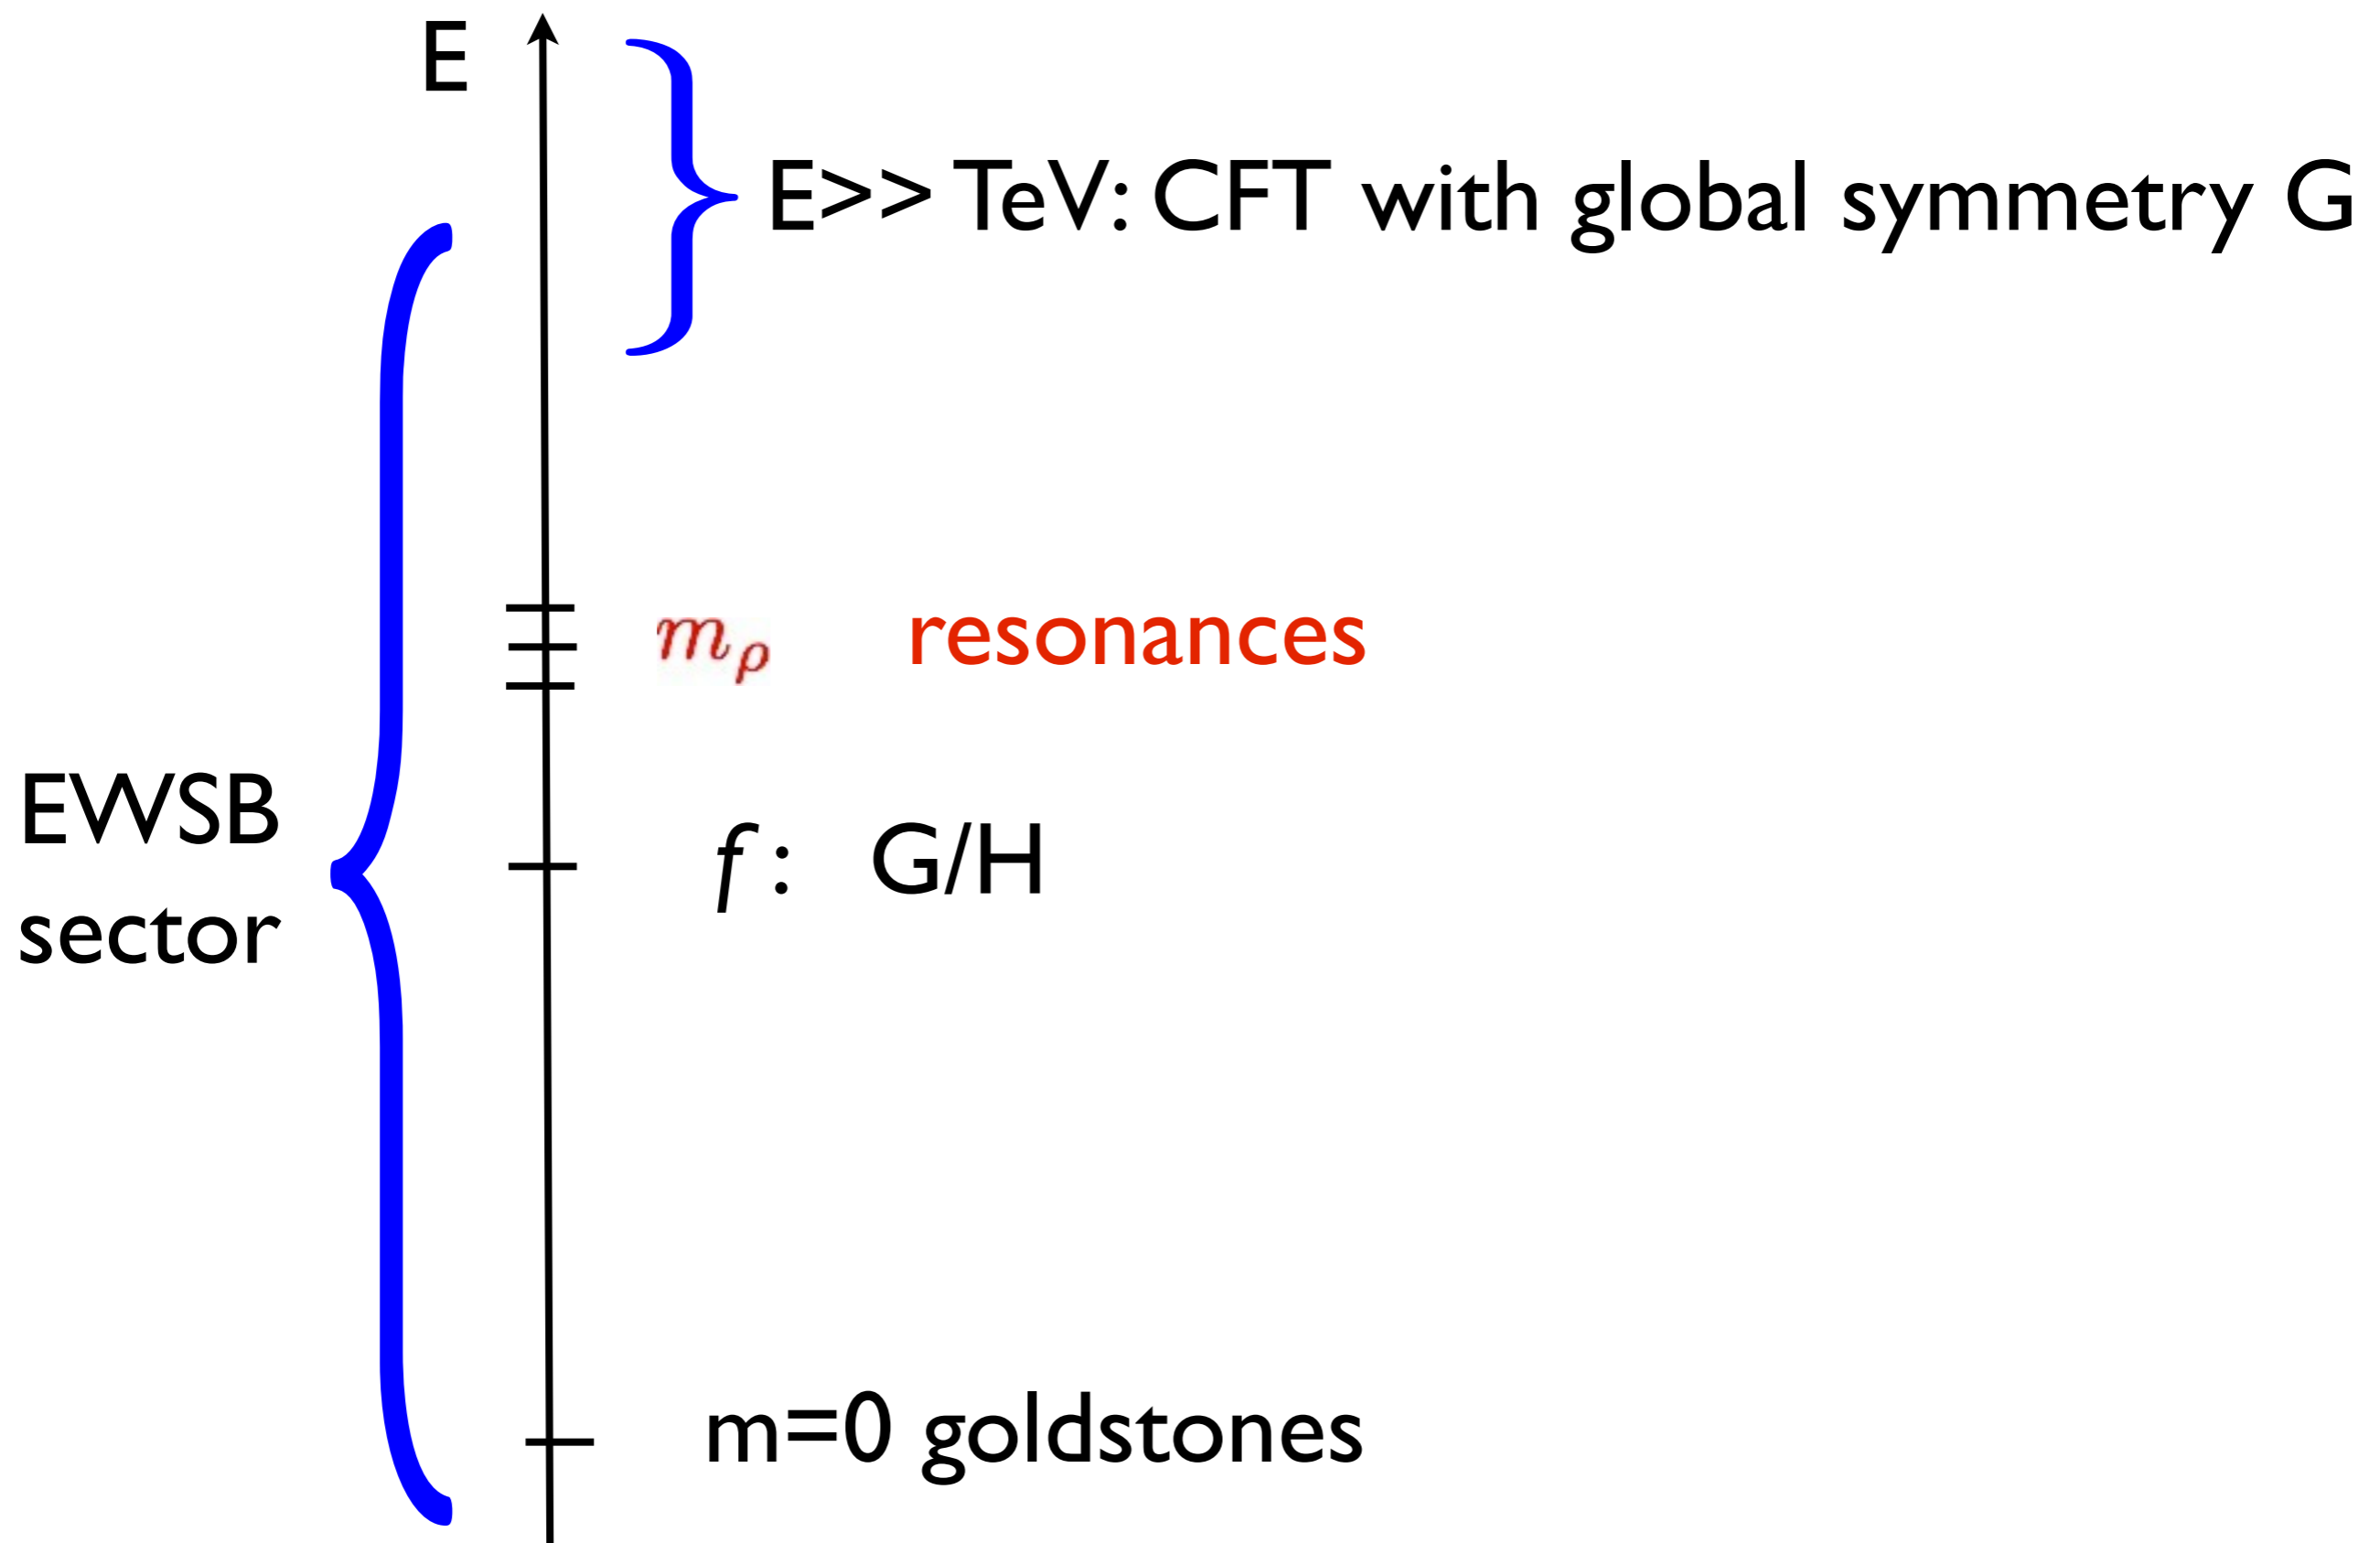 E
E>> TeV: CFT with global symmetry G
m_ρ resonances
EWSB
sector
f : G/H
m=0 goldstones